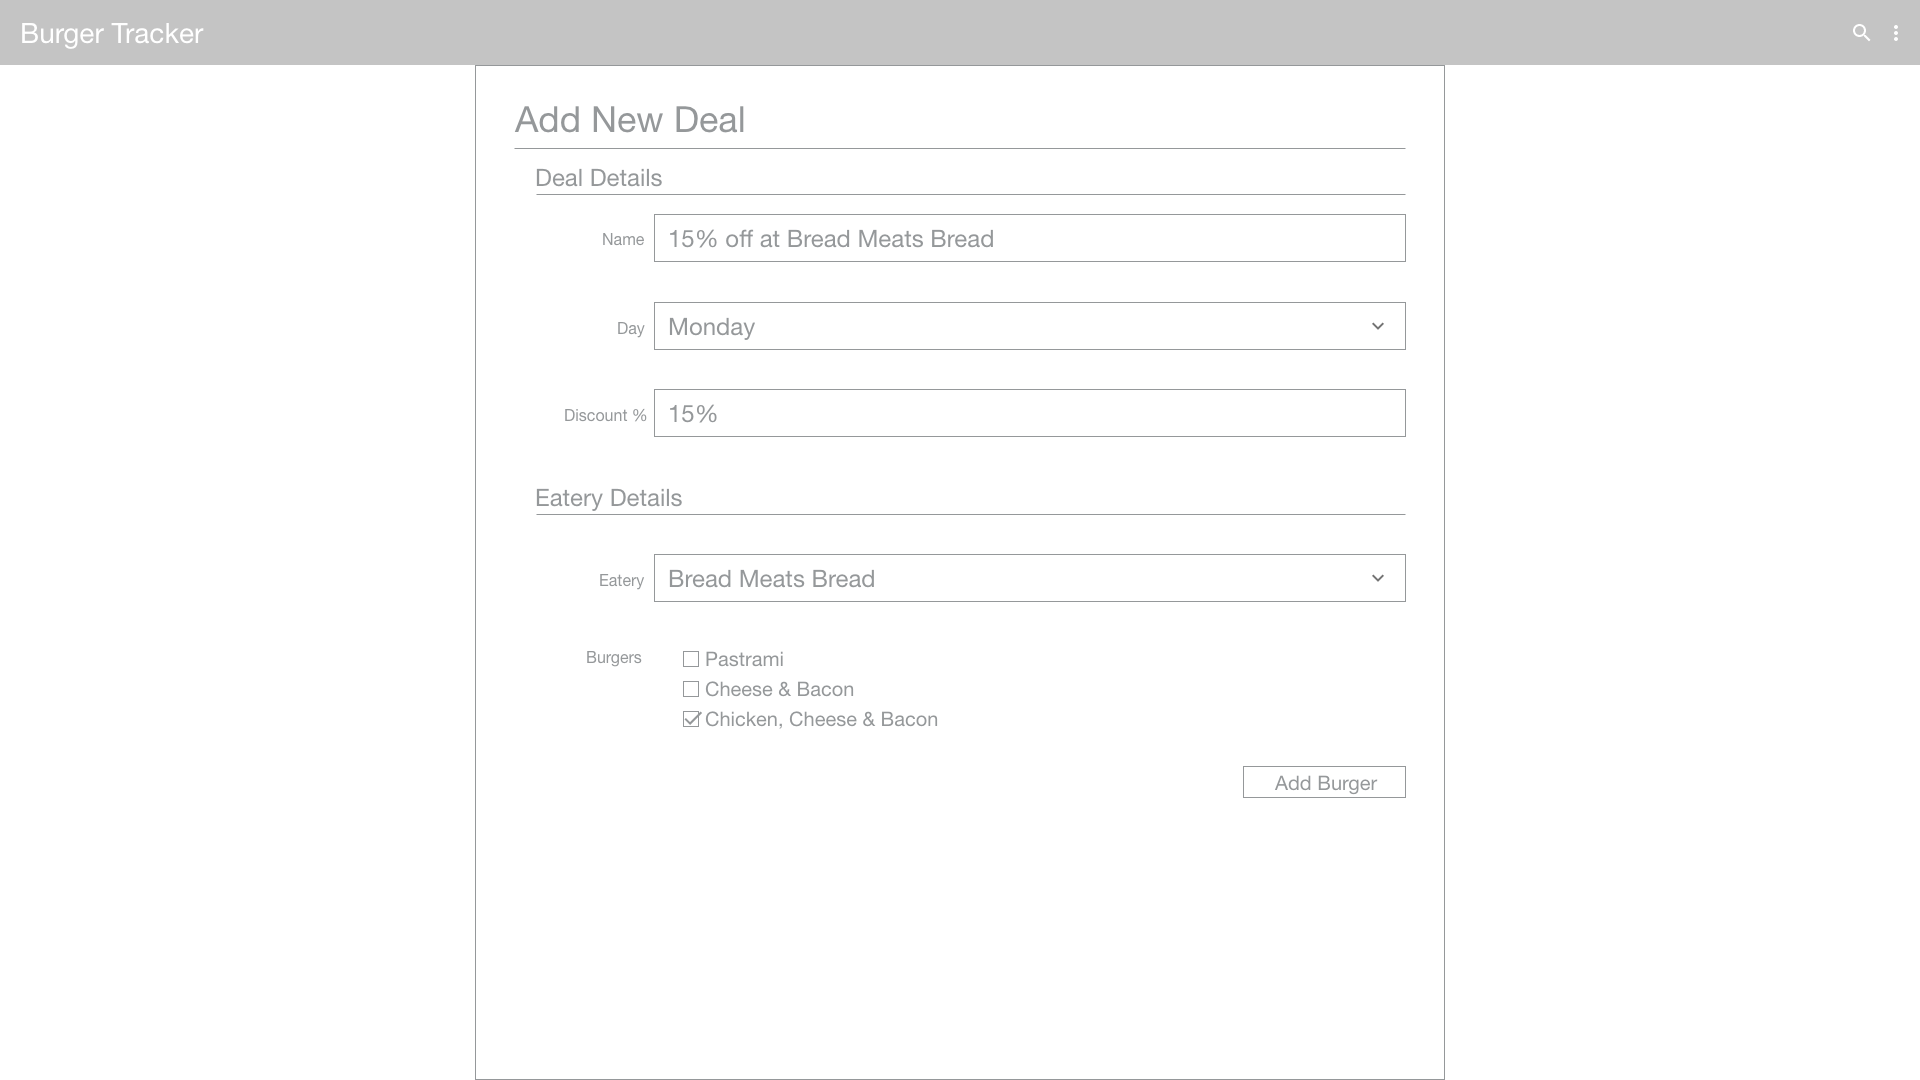 Burger Tracker
Add New Deal
Deal Details
Name 15% off at Bread Meats Bread
Day Monday
Discount % 15%
Eatery Details
Eatery Bread Meats Bread
Burgers Pastrami
Cheese & Bacon
Chicken, Cheese & Bacon
Add Burger